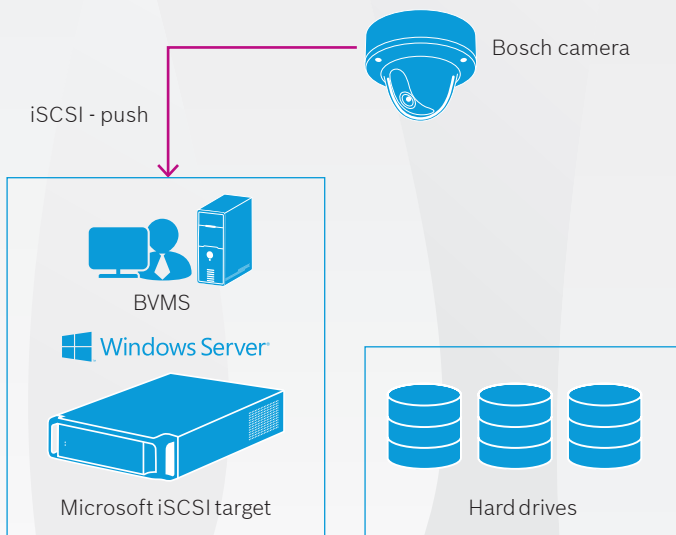 Bosch camera
iSCSI - push
BVMS
Windows Server
Microsoft iSCSI target
Hard drives